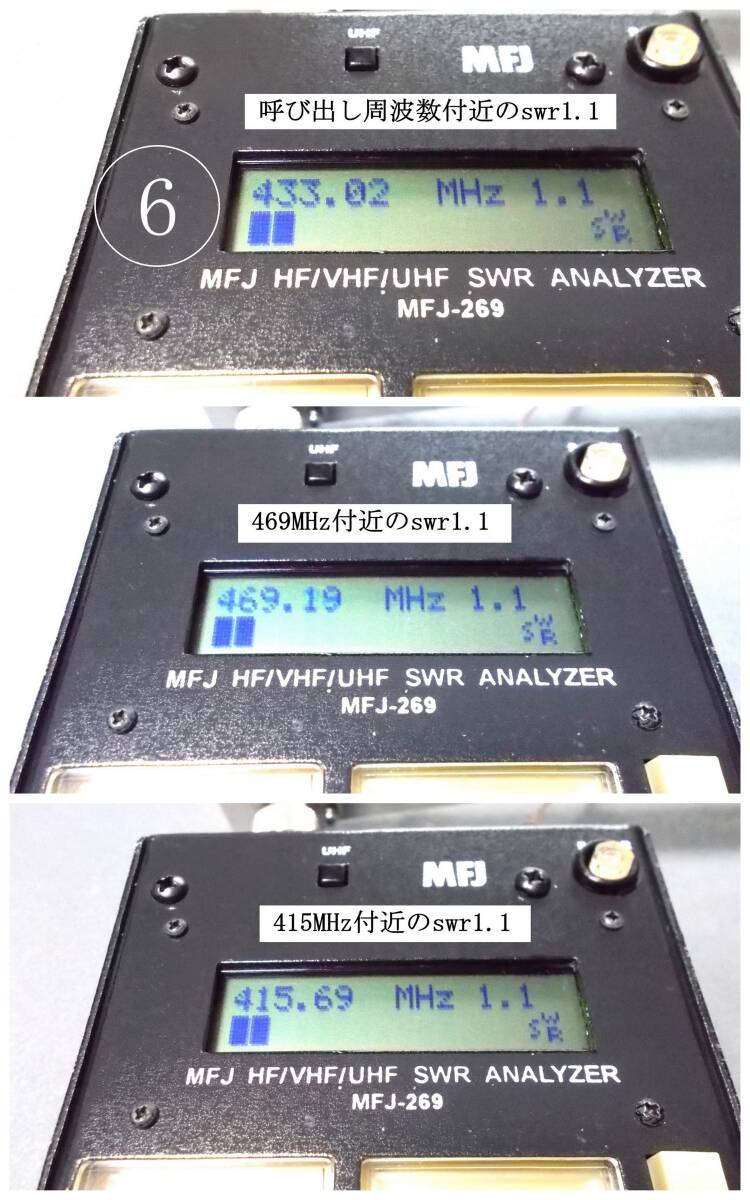 UHF
MFJ
呼び出し周波数付近のswr1.1
6
433.02 MHz 1.1
SWR
MFJ HF/VHF/UHF SWR ANALYZER
MFJ-269
UHF
MFJ
469MHz付近のswr1.1
469.19 MHz 1.1
SWR
MFJ HF/VHF/UHF SWR ANALYZER
MFJ-269
UHF
MFJ
415MHz付近のswr1.1
415.69 MHz 1.1
SWR
MFJ HF/VHF/UHF SWR ANALYZER
MFJ-269